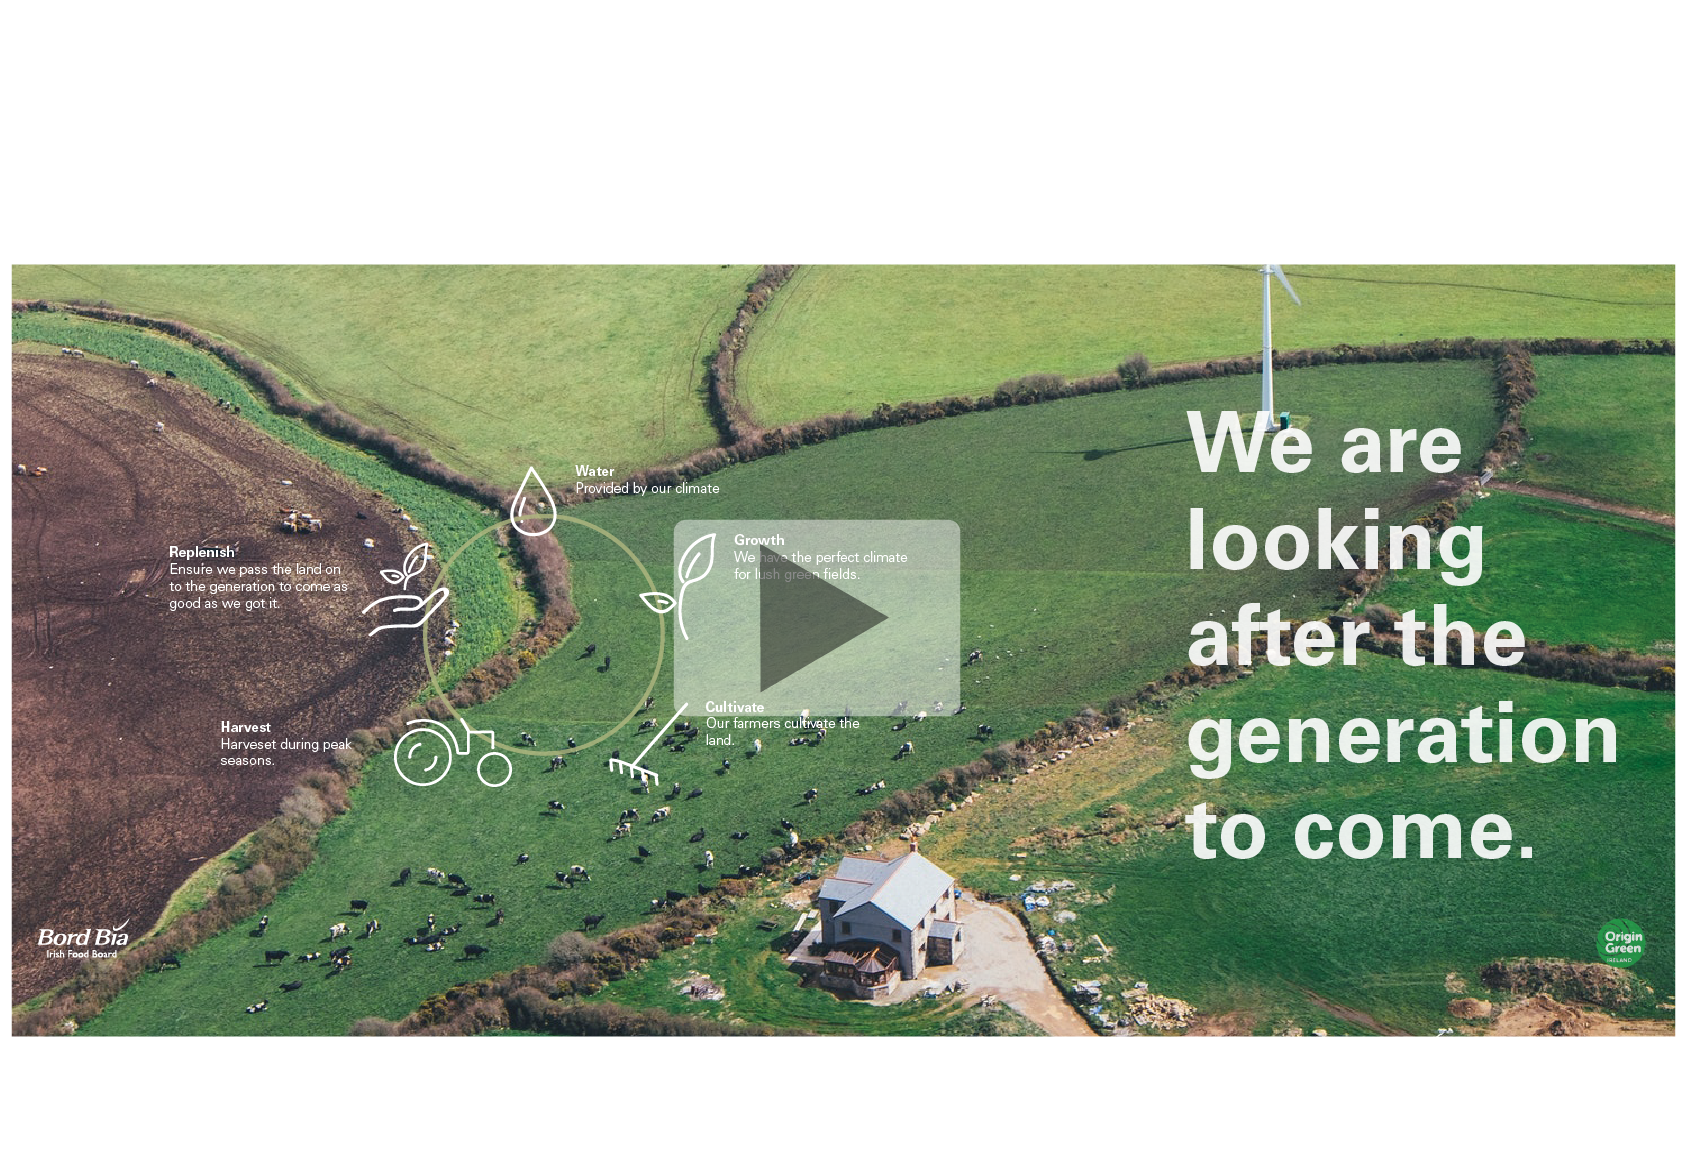 Water
Provided by our climate
Growth
We have the perfect climate
for lush green fields.
Replenish
Ensure we pass the land on
to the generation to come as
good as we got it.
Cultivate
Our farmers cultivate the
land.
Harvest
Harveset during peak
seasons.
We are
looking
after the
generation
to come.
Bord Bia
Irish Food Board
Origin
Green
IRELAND